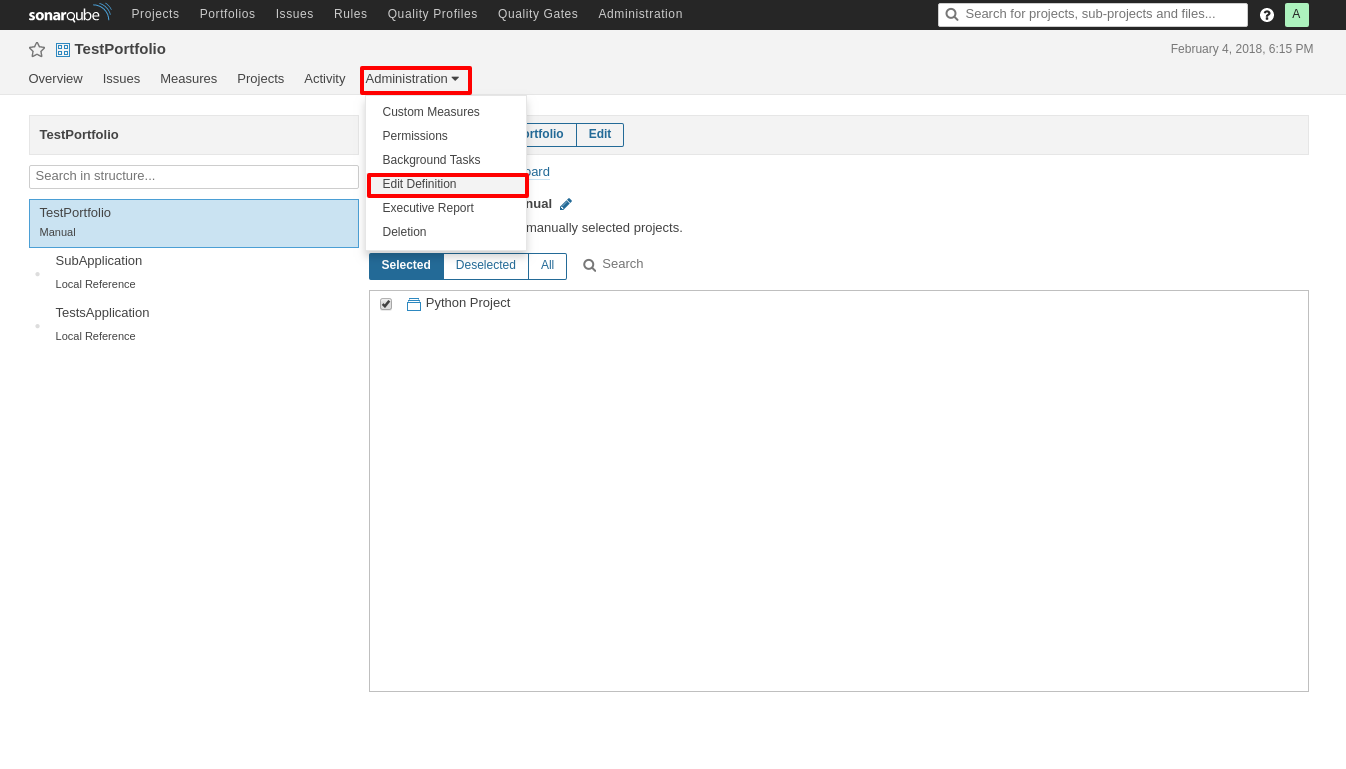 sonarqube Projects Portfolios Issues Rules Quality Profiles Quality Gates Administration Search for projects, sub-projects and files... ? A
TestPortfolio February 4, 2018, 6:15 PM
Overview Issues Measures Projects Activity Administration
Custom Measures
TestPortfolio Permissions ortfolio Edit
Background Tasks
Search in structure... oard
Edit Definition
TestPortfolio Executive Report nual
Manual Deletion manually selected projects.
SubApplication Selected Deselected All Search
Local Reference
Python Project
TestsApplication
Local Reference